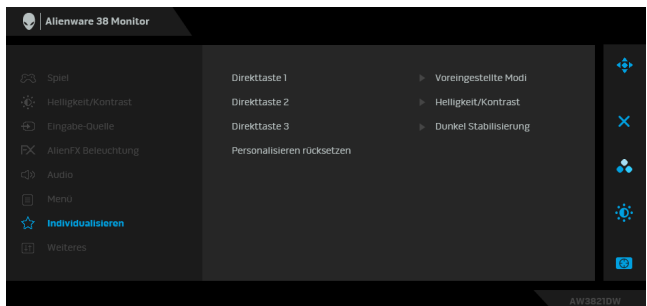 Alienware 38 Monitor
Spiel
Helligkeit/Kontrast
Eingabe-Quelle
AlienFX Beleuchtung
Audio
Menü
Individualisieren
Weiteres
Direkttaste 1 Voreingestellte Modi
Direkttaste 2 Helligkeit/Kontrast
Direkttaste 3 Dunkel Stabilisierung
Personalisieren rücksetzen
AW3821DW